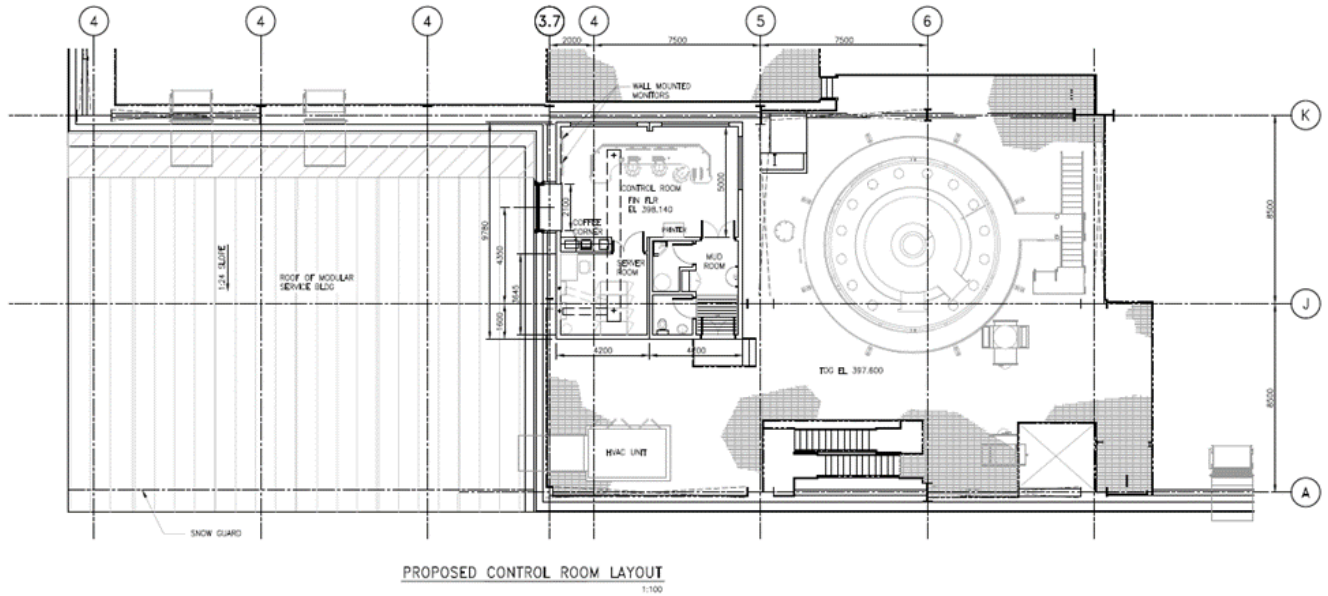 4
4
4
3.7
4
5
6
2000
7500
7500
WALL MOUNTED
MONITORS
K
CONTROL ROOM
FIN FLR
EL 398.140
5000
2100
COFFEE
CORNER
PRINTER
SERVER
ROOM
MUD
ROOM
9780
4350
3645
1600
8500
1:24 SLOPE
ROOF OF MODULAR
SERVICE BLDG
J
4200
4200
TOG EL 397.600
8500
HVAC UNIT
A
SNOW GUARD
PROPOSED CONTROL ROOM LAYOUT
1:100